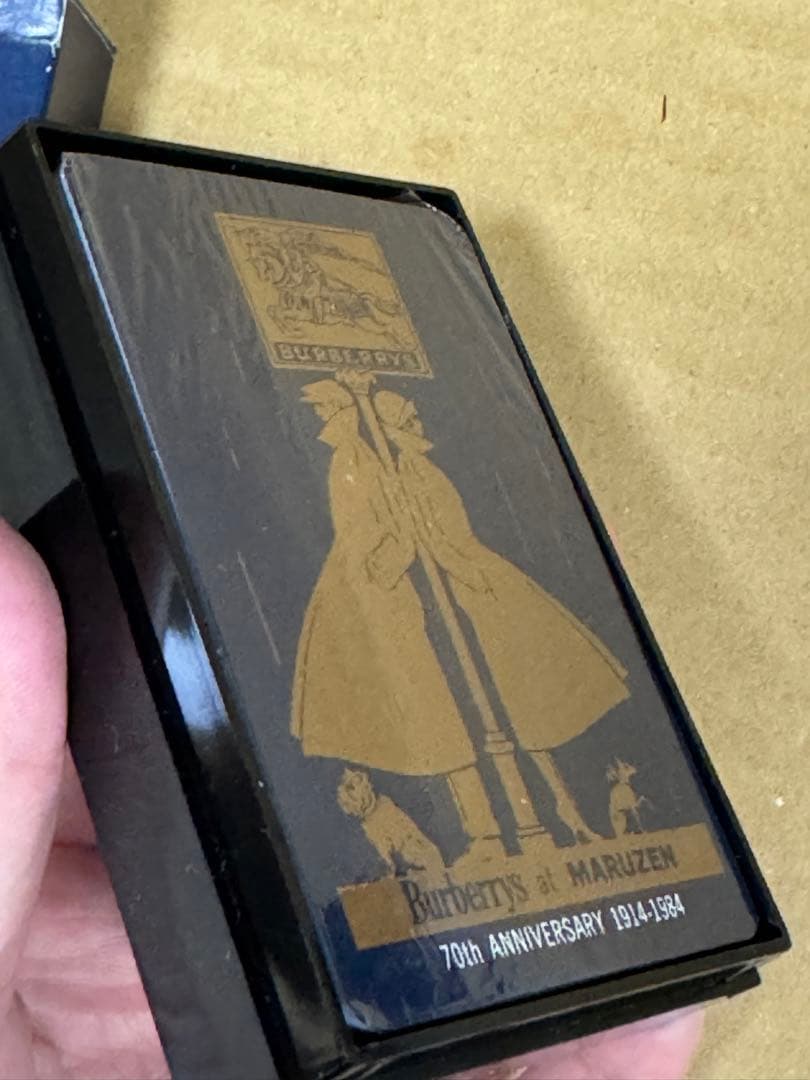 BURBERRYS
Burberrys at MARUZEN
70th ANNIVERSARY 1914-1984